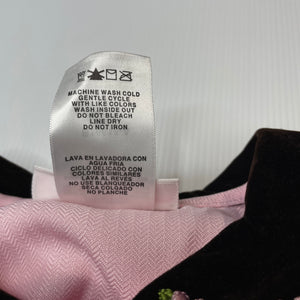 MACHINE WASH COLD
GENTLE CYCLE
WITH LIKE COLORS
WASH INSIDE OUT
DO NOT BLEACH
LINE DRY
DO NOT IRON
LAVA EN LAVADORA CON
AGUA FRIA
CICLO DELICADO CON
COLORES SIMILARES
LAVA AL REVES
NO USE BLANQUEADOR
SECA COLGADO
NO PLANCHE